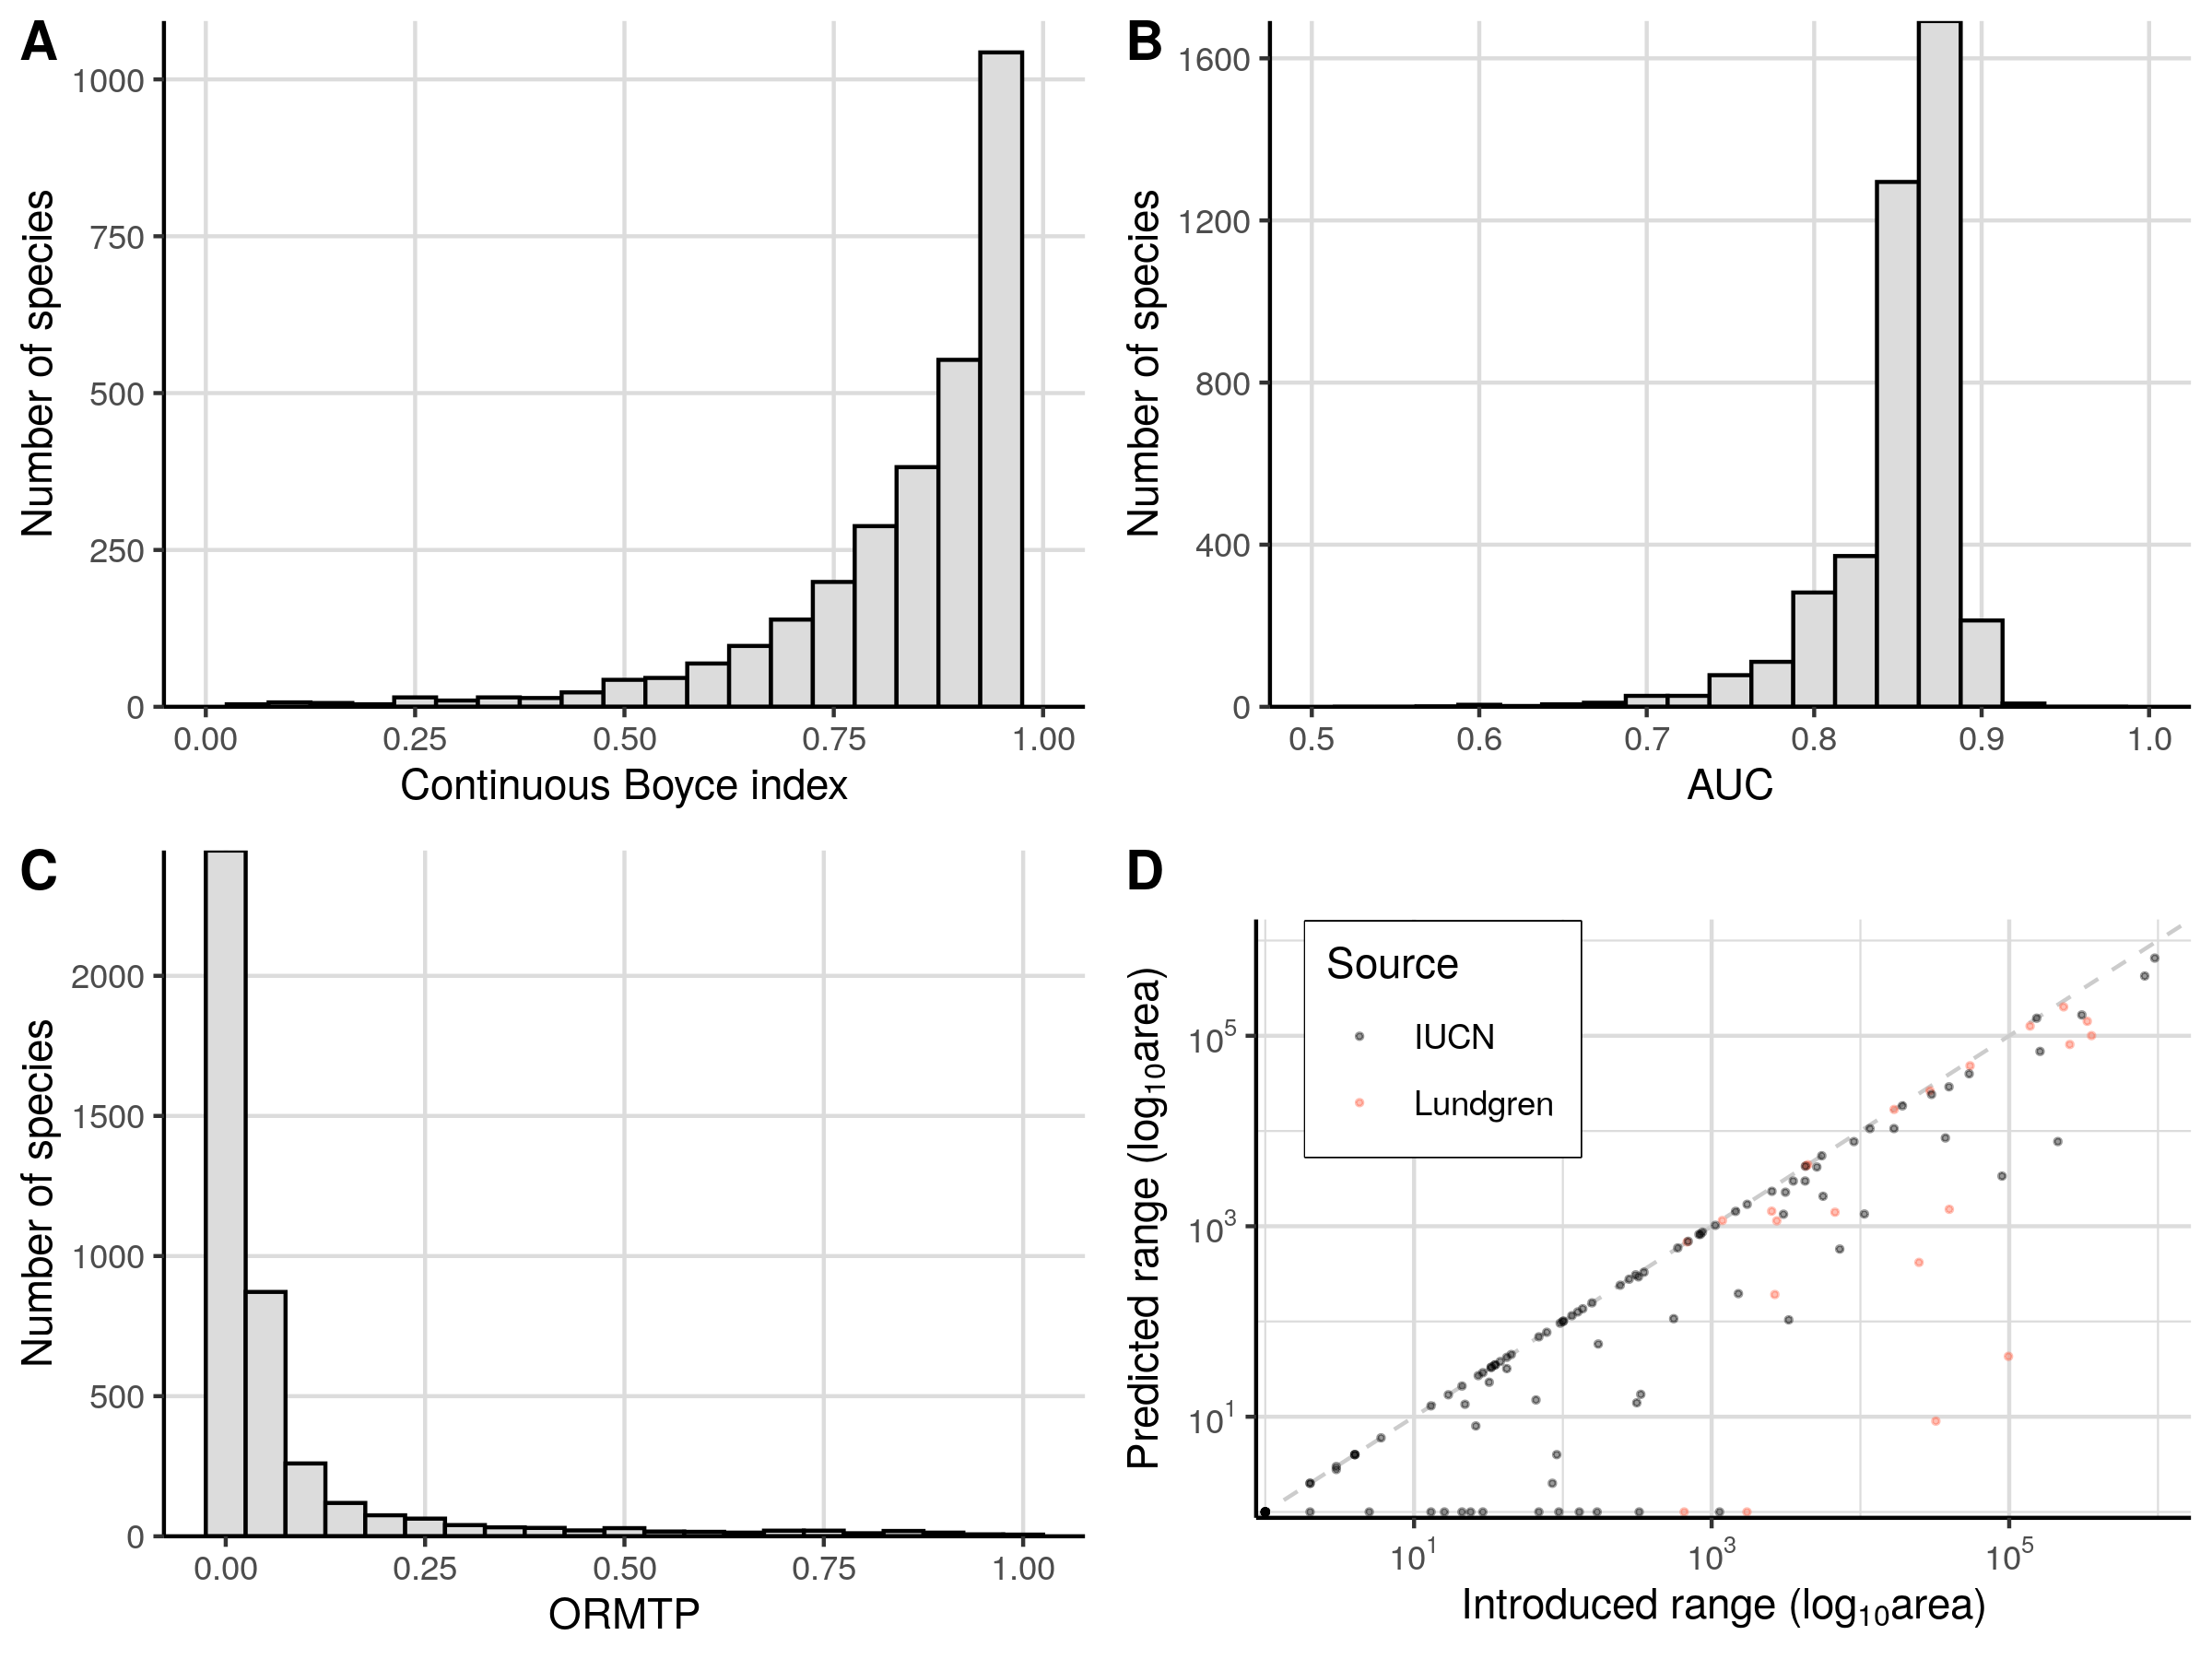 A
Number of species
1000
750
500
250
0
0.00 0.25 0.50 0.75 1.00
Continuous Boyce index
B
Number of species
1600
1200
800
400
0
0.5 0.6 0.7 0.8 0.9 1.0
AUC
C
Number of species
2000
1500
1000
500
0
0.00 0.25 0.50 0.75 1.00
ORMTP
D
Predicted range (log₁₀area)
10⁵
10³
10¹
Source
IUCN
Lundgren
10¹ 10³ 10⁵
Introduced range (log₁₀area)